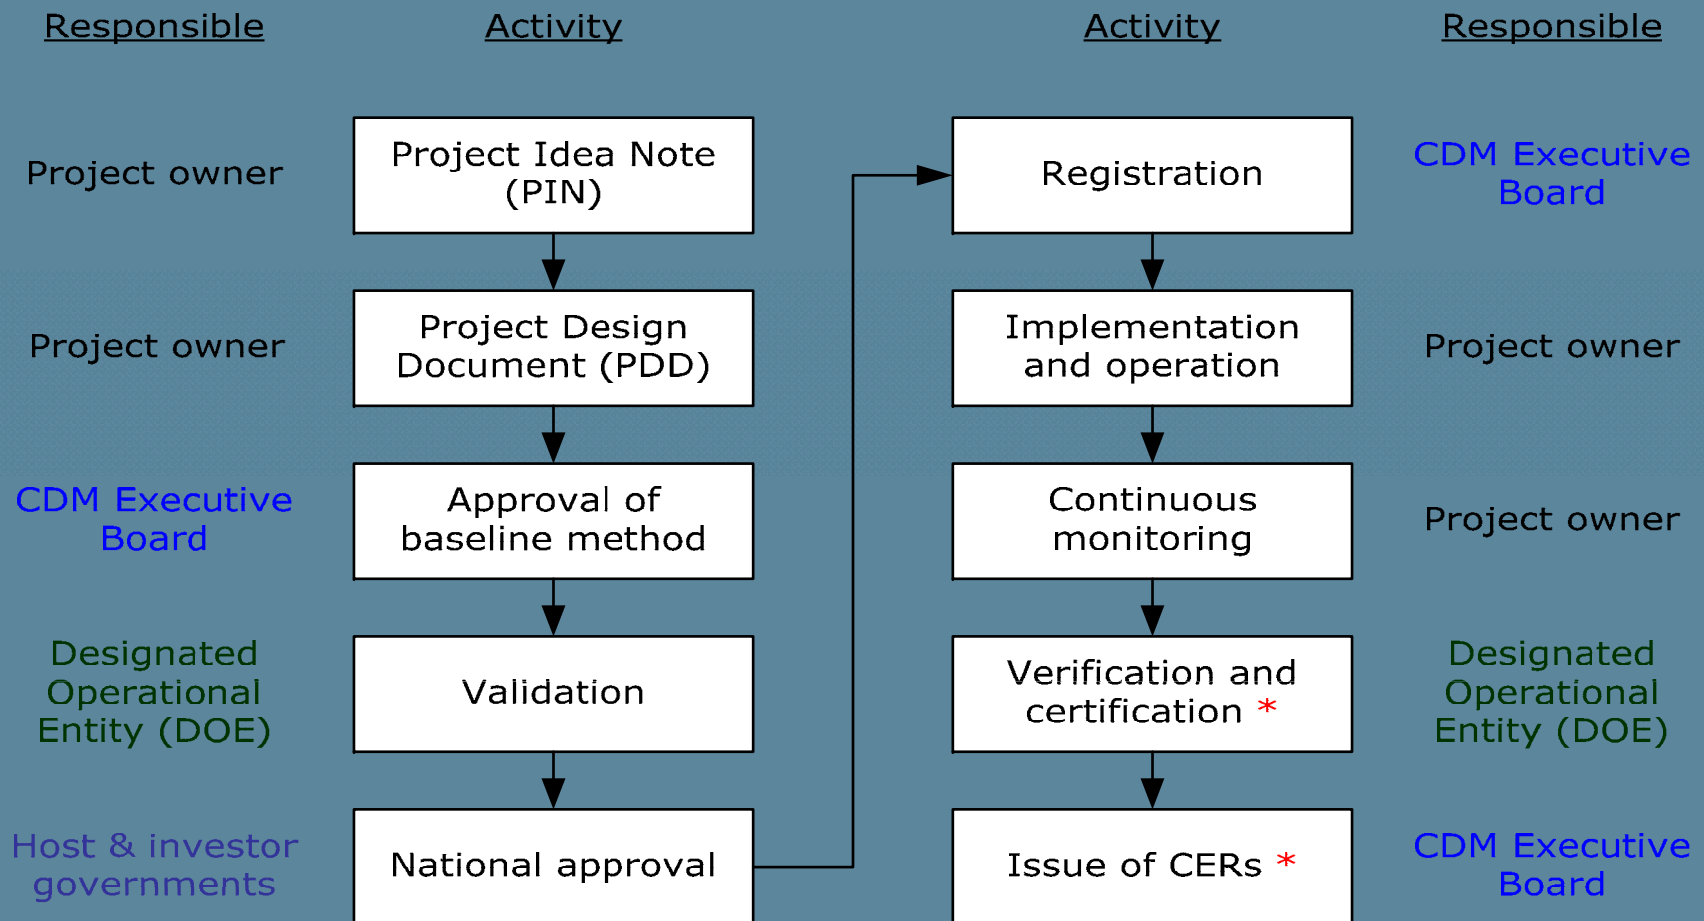 Responsible
Activity
Activity
Responsible
Project owner
Project Idea Note
(PIN)
Registration
CDM Executive
Board
Project owner
Project Design
Document (PDD)
Implementation
and operation
Project owner
CDM Executive
Board
Approval of
baseline method
Continuous
monitoring
Project owner
Designated
Operational
Entity (DOE)
Validation
Verification and
certification *
Designated
Operational
Entity (DOE)
Host & investor
governments
National approval
Issue of CERs *
CDM Executive
Board